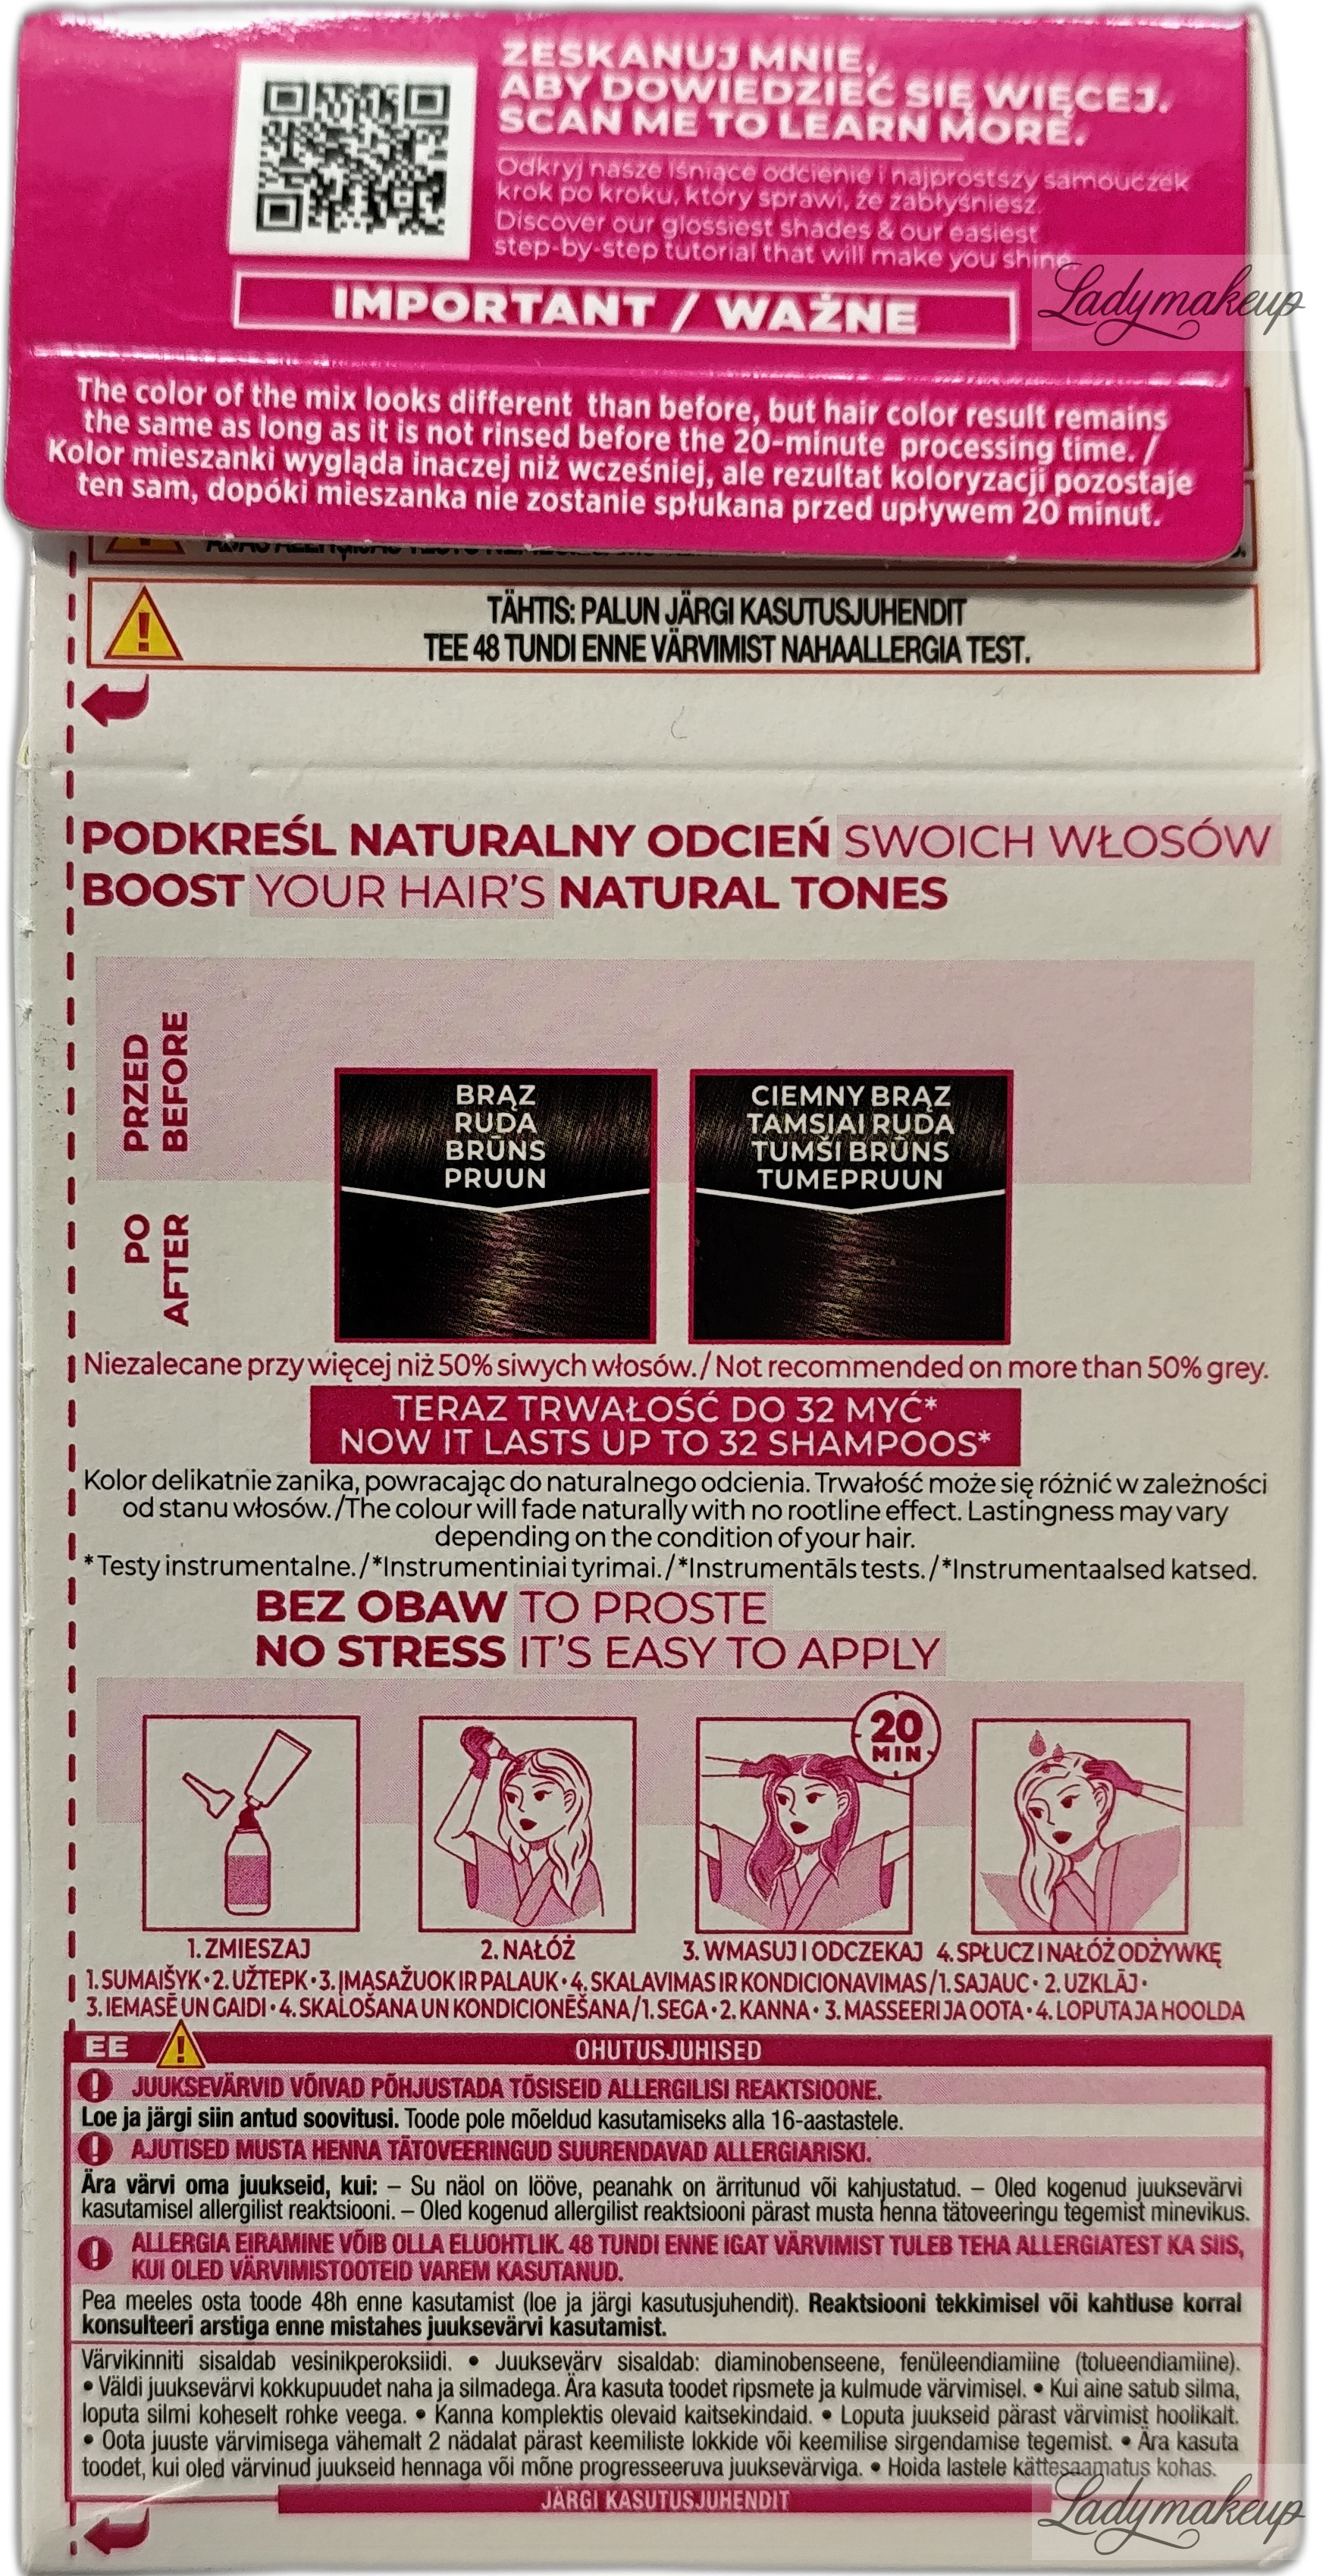 ZESKANUJ MNIE,
ABY DOWIEDZIEĆ SIĘ WIĘCEJ.
SCAN ME TO LEARN MORE.
Odkryj nasze lśniące odcienie i najprostszy samouczek
krok po kroku, który sprawi, że zabłyśniesz.
Discover our glossiest shades & our easiest
step-by-step tutorial that will make you shine.
Ladymakeup
IMPORTANT / WAŻNE
The color of the mix looks different than before, but hair color result remains
the same as long as it is not rinsed before the 20-minute processing time. /
Kolor mieszanki wygląda inaczej niż wcześniej, ale rezultat koloryzacji pozostaje
ten sam, dopóki mieszanka nie zostanie spłukana przed upływem 20 minut.
TÄHTIS: PALUN JÄRGI KASUTUSJUHENDIT
TEE 48 TUNDI ENNE VÄRVIMIST NAHAALLERGIA TEST.
PODKREŚL NATURALNY ODCIEŃ SWOICH WŁOSÓW
BOOST YOUR HAIR'S NATURAL TONES
PRZED
BEFORE
BRĄZ
RUDA
BRŪNS
PRUUN
CIEMNY BRĄZ
TAMSIAI RUDA
TUMŠI BRŪNS
TUMEPRUUN
PO
AFTER
Niezalecane przy więcej niż 50% siwych włosów. / Not recommended on more than 50% grey.
TERAZ TRWAŁOŚĆ DO 32 MYĆ*
NOW IT LASTS UP TO 32 SHAMPOOS*
Kolor delikatnie zanika, powracając do naturalnego odcienia. Trwałość może się różnić w zależności
od stanu włosów. /The colour will fade naturally with no rootline effect. Lastingness may vary
depending on the condition of your hair.
*Testy instrumentalne. /*Instrumentiniai tyrimai. /*Instrumentāls tests. /*Instrumentaalsed katsed.
BEZ OBAW TO PROSTE
NO STRESS IT'S EASY TO APPLY
20
MIN
1. ZMIESZAJ
2. NAŁÓŻ
3. WMASUJ I ODCZEKAJ
4. SPŁUCZ I NAŁÓŻ ODŻYWKĘ
1. SUMAIŠYK • 2. UŽTEPK • 3. ĮMASAŽUOK IR PALAUK • 4. SKALAVIMAS IR KONDICIONAVIMAS /1. SAJAUC • 2. UZKLĀJ •
3. IEMASĒ UN GAIDI • 4. SKALOŠANA UN KONDICIONĒŠANA /1. SEGA • 2. KANNA • 3. MASSEERI JA OOTA • 4. LOPUTA JA HOOLDA
EE
OHUTUSJUHISED
JUUKSEVÄRVID VÕIVAD PÕHJUSTADA TÕSISEID ALLERGILISI REAKTSIOONE.
Loe ja järgi siin antud soovitusi. Toode pole mõeldud kasutamiseks alla 16-aastastele.
AJUTISED MUSTA HENNA TÄTOVEERINGUD SUURENDAVAD ALLERGIARISKI.
Ära värvi oma juukseid, kui: – Su näol on lööve, peanahk on ärritunud või kahjustatud. – Oled kogenud juuksevärvi
kasutamisel allergilist reaktsiooni. – Oled kogenud allergilist reaktsiooni pärast musta henna tätoveeringu tegemist minevikus.
ALLERGIA EIRAMINE VÕIB OLLA ELUOHTLIK. 48 TUNDI ENNE IGAT VÄRVIMIST TULEB TEHA ALLERGIATEST KA SIIS,
KUI OLED VÄRVIMISTOOTEID VAREM KASUTANUD.
Pea meeles osta toode 48h enne kasutamist (loe ja järgi kasutusjuhendit). Reaktsiooni tekkimisel või kahtluse korral
konsulteeri arstiga enne mistahes juuksevärvi kasutamist.
Värvikinniti sisaldab vesinikperoksiidi. • Juuksevärv sisaldab: diaminobenseene, fenüleendiamiine (tolueendiamiine).
• Väldi juuksevärvi kokkupuudet naha ja silmadega. Ära kasuta toodet ripsmete ja kulmude värvimisel. • Kui aine satub silma,
loputa silmi koheselt rohke veega. • Kanna komplektis olevaid kaitsekindaid. • Loputa juukseid pärast värvimist hoolikalt.
• Oota juuste värvimisega vähemalt 2 nädalat pärast keemiliste lokkide või keemilise sirgendamise tegemist. • Ära kasuta
toodet, kui oled värvinud juukseid hennaga või mõne progresseeruva juuksevärviga. • Hoida lastele kättesaamatus kohas.
JÄRGI KASUTUSJUHENDIT
Ladymakeup